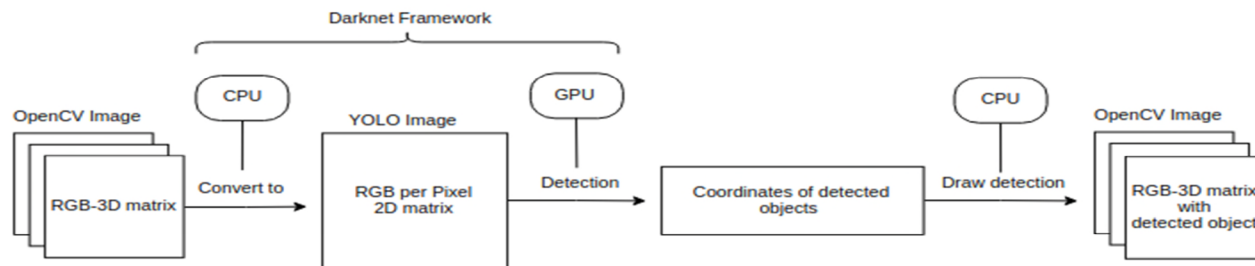 Darknet Framework
CPU
GPU
CPU
OpenCV Image
YOLO Image
OpenCV Image
RGB-3D matrix
Convert to
RGB per Pixel
2D matrix
Detection
Coordinates of detected
objects
Draw detection
RGB-3D matrix
with
detected object